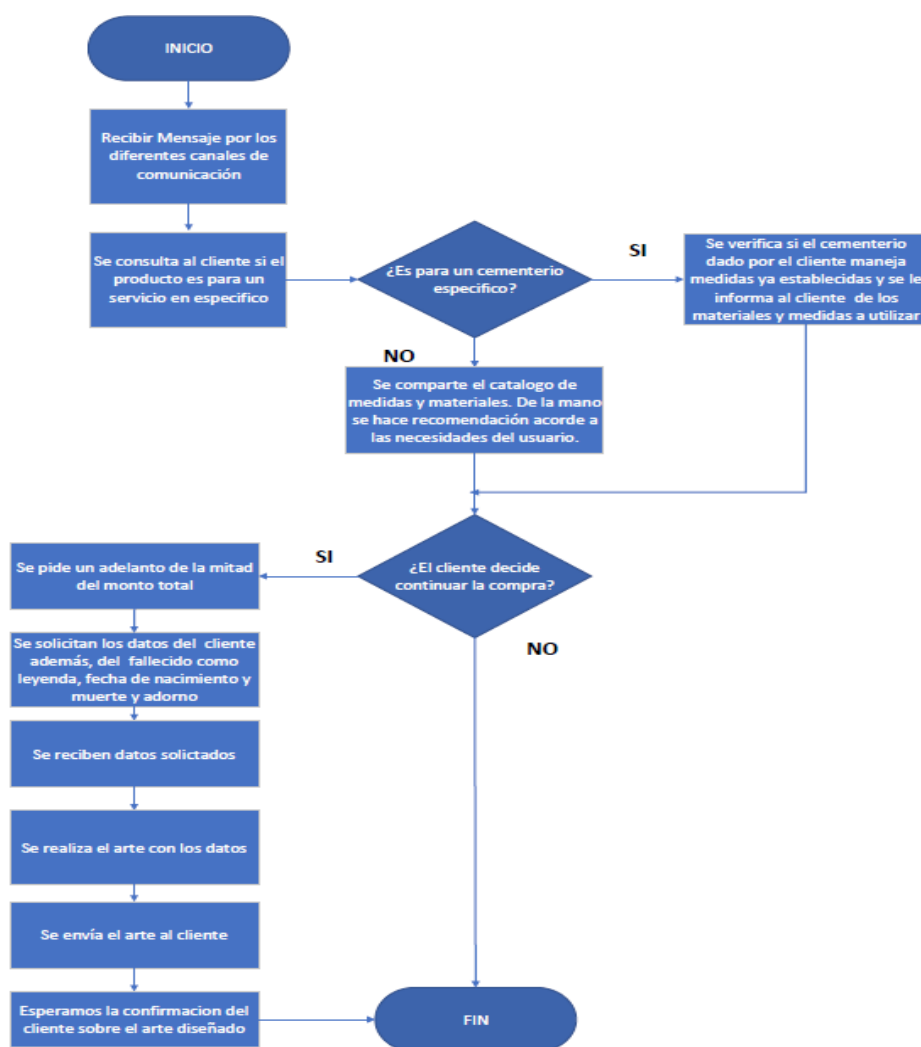 INICIO
Recibir Mensaje por los
diferentes canales de
comunicación
Se consulta al cliente si el
producto es para un
servicio en especifico
¿Es para un cementerio
especifico?
SI
Se verifica si el cementerio
dado por el cliente maneja
medidas ya establecidas y se le
informa al cliente de los
materiales y medidas a utilizar
NO
Se comparte el catalogo de
medidas y materiales. De la mano
se hace recomendación acorde a
las necesidades del usuario.
¿El cliente decide
continuar la compra?
SI
Se pide un adelanto de la mitad
del monto total
NO
Se solicitan los datos del cliente
además, del fallecido como
leyenda, fecha de nacimiento y
muerte y adorno
Se reciben datos solictados
Se realiza el arte con los datos
Se envía el arte al cliente
Esperamos la confirmacion del
cliente sobre el arte diseñado
FIN